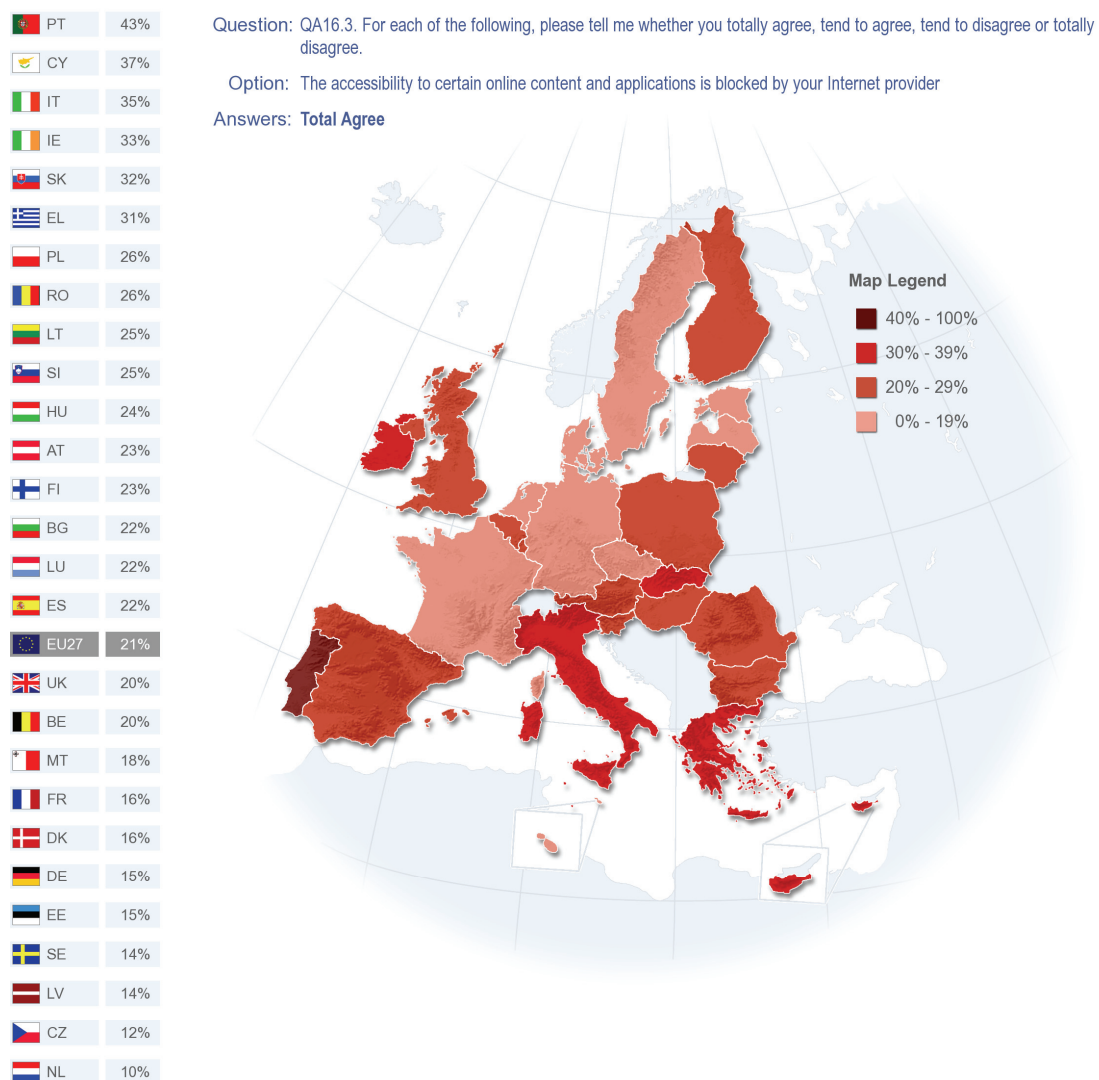 Question: QA16.3. For each of the following, please tell me whether you totally agree, tend to agree, tend to disagree or totally
disagree.
Option: The accessibility to certain online content and applications is blocked by your Internet provider
Answers: Total Agree
PT 43%
CY 37%
IT 35%
IE 33%
SK 32%
EL 31%
PL 26%
RO 26%
LT 25%
SI 25%
HU 24%
AT 23%
FI 23%
BG 22%
LU 22%
ES 22%
EU27 21%
UK 20%
BE 20%
MT 18%
FR 16%
DK 16%
DE 15%
EE 15%
SE 14%
LV 14%
CZ 12%
NL 10%
Map Legend
40% - 100%
30% - 39%
20% - 29%
0% - 19%